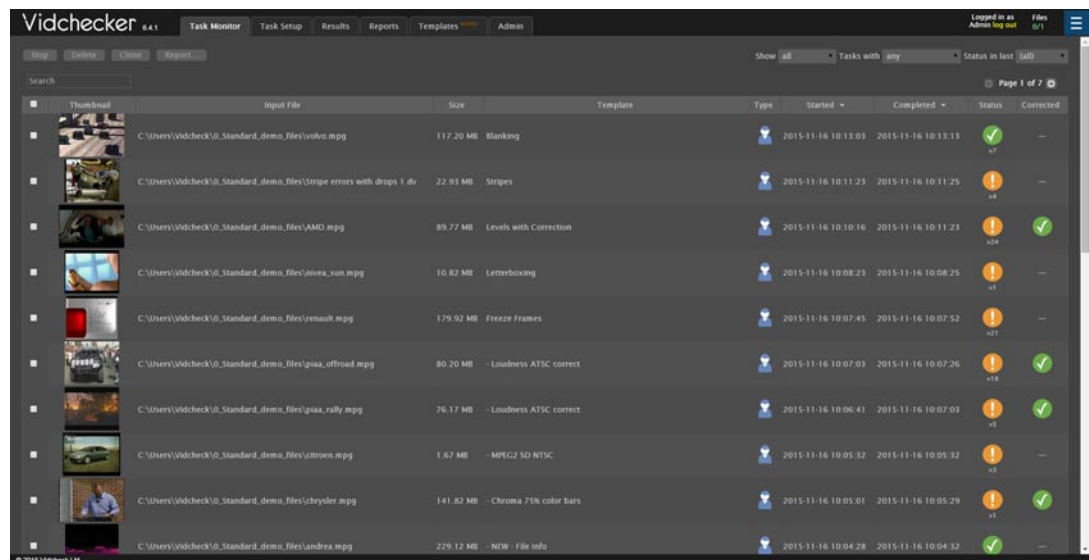 Vidchecker 6.4.1 Task Monitor Task Setup Results Reports Templates Admin Logged in as Files
Admin log out 0/1
Stop Delete Clone Report... Show all Tasks with any Status in last (all)
Search Page 1 of 7
Thumbnail Input File Size Template Type Started Completed Status Corrected
C:\Users\Vidcheck\0_Standard_demo_files\volvo.mpg 117.20 MB Blanking 2015-11-16 10:13:03 2015-11-16 10:13:13 —
x7
C:\Users\Vidcheck\0_Standard_demo_files\Stripe errors with drops 1.dv 22.93 MB Stripes 2015-11-16 10:11:23 2015-11-16 10:11:25 —
C:\Users\Vidcheck\0_Standard_demo_files\AMD.mpg 89.77 MB Levels with Correction 2015-11-16 10:10:16 2015-11-16 10:11:23
x24
C:\Users\Vidcheck\0_Standard_demo_files\nivea_sun.mpg 10.82 MB Letterboxing 2015-11-16 10:08:23 2015-11-16 10:08:25 —
C:\Users\Vidcheck\0_Standard_demo_files\renault.mpg 179.92 MB Freeze Frames 2015-11-16 10:07:45 2015-11-16 10:07:52 —
x21
C:\Users\Vidcheck\0_Standard_demo_files\piaa_offroad.mpg 80.20 MB - Loudness ATSC correct 2015-11-16 10:07:03 2015-11-16 10:07:26
x18
C:\Users\Vidcheck\0_Standard_demo_files\piaa_rally.mpg 76.17 MB - Loudness ATSC correct 2015-11-16 10:06:41 2015-11-16 10:07:03
x5
C:\Users\Vidcheck\0_Standard_demo_files\citroen.mpg 1.67 MB - MPEG2 SD NTSC 2015-11-16 10:05:32 2015-11-16 10:05:32 —
x3
C:\Users\Vidcheck\0_Standard_demo_files\chrysler.mpg 141.82 MB - Chroma 75% color bars 2015-11-16 10:05:01 2015-11-16 10:05:29
x1
C:\Users\Vidcheck\0_Standard_demo_files\andrea.mpg 229.12 MB - NEW - File Info 2015-11-16 10:04:28 2015-11-16 10:04:32 —